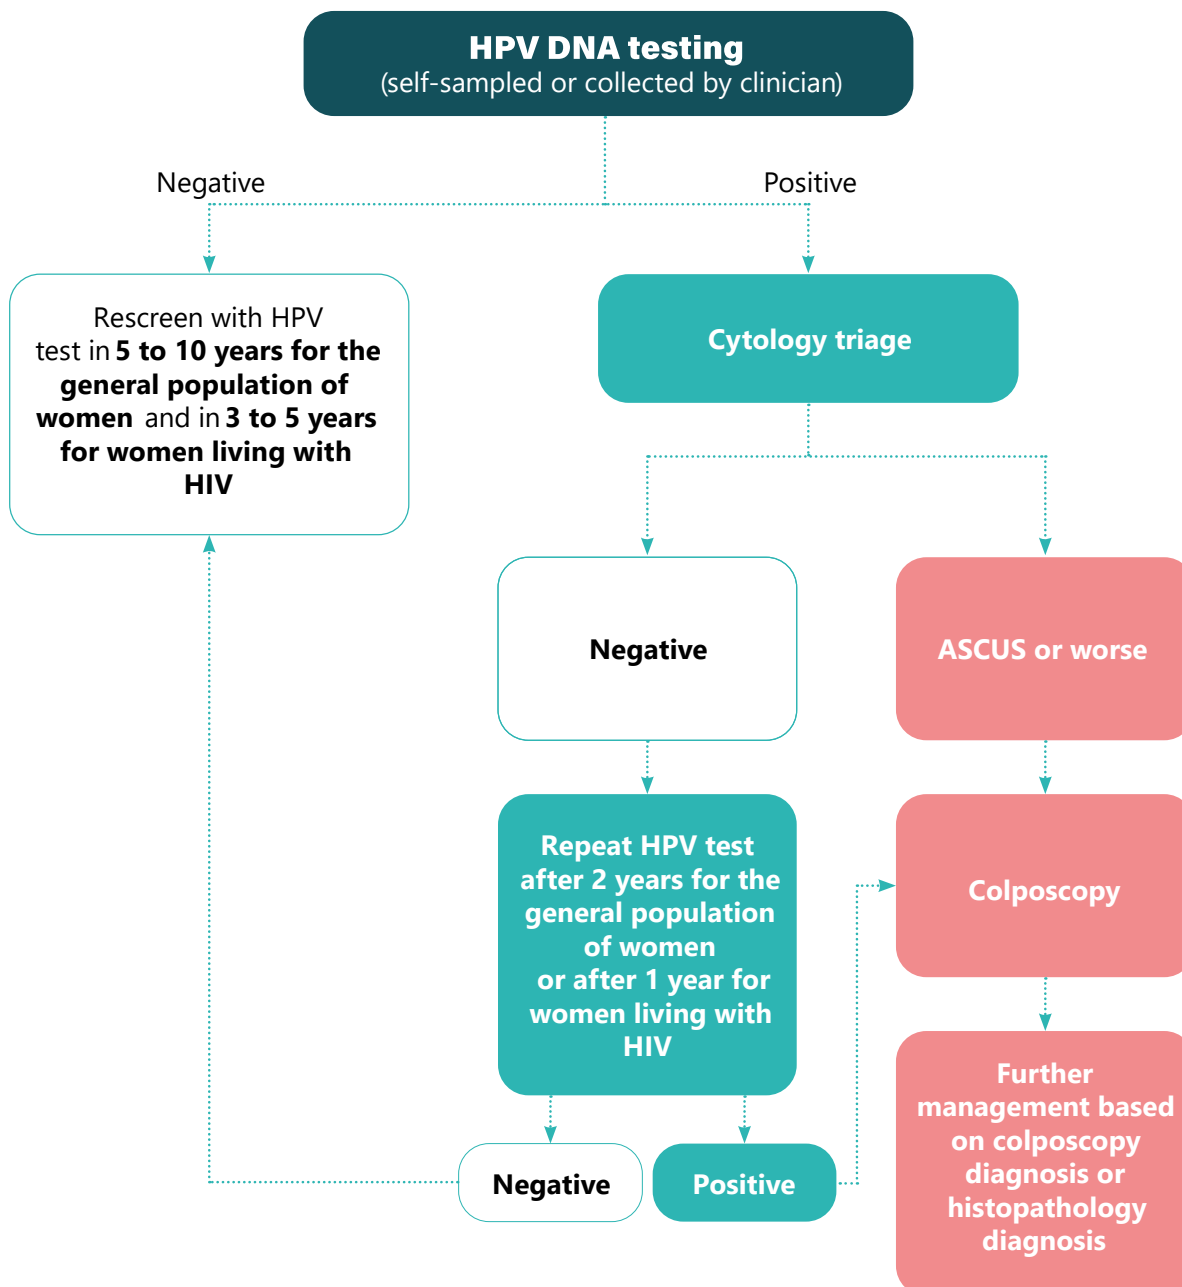 HPV DNA testing
(self-sampled or collected by clinician)
Negative
Positive
Rescreen with HPV
test in 5 to 10 years for the
general population of
women and in 3 to 5 years
for women living with
HIV
Cytology triage
Negative
ASCUS or worse
Repeat HPV test
after 2 years for the
general population
of women
or after 1 year for
women living with
HIV
Colposcopy
Negative
Positive
Further
management based
on colposcopy
diagnosis or
histopathology
diagnosis